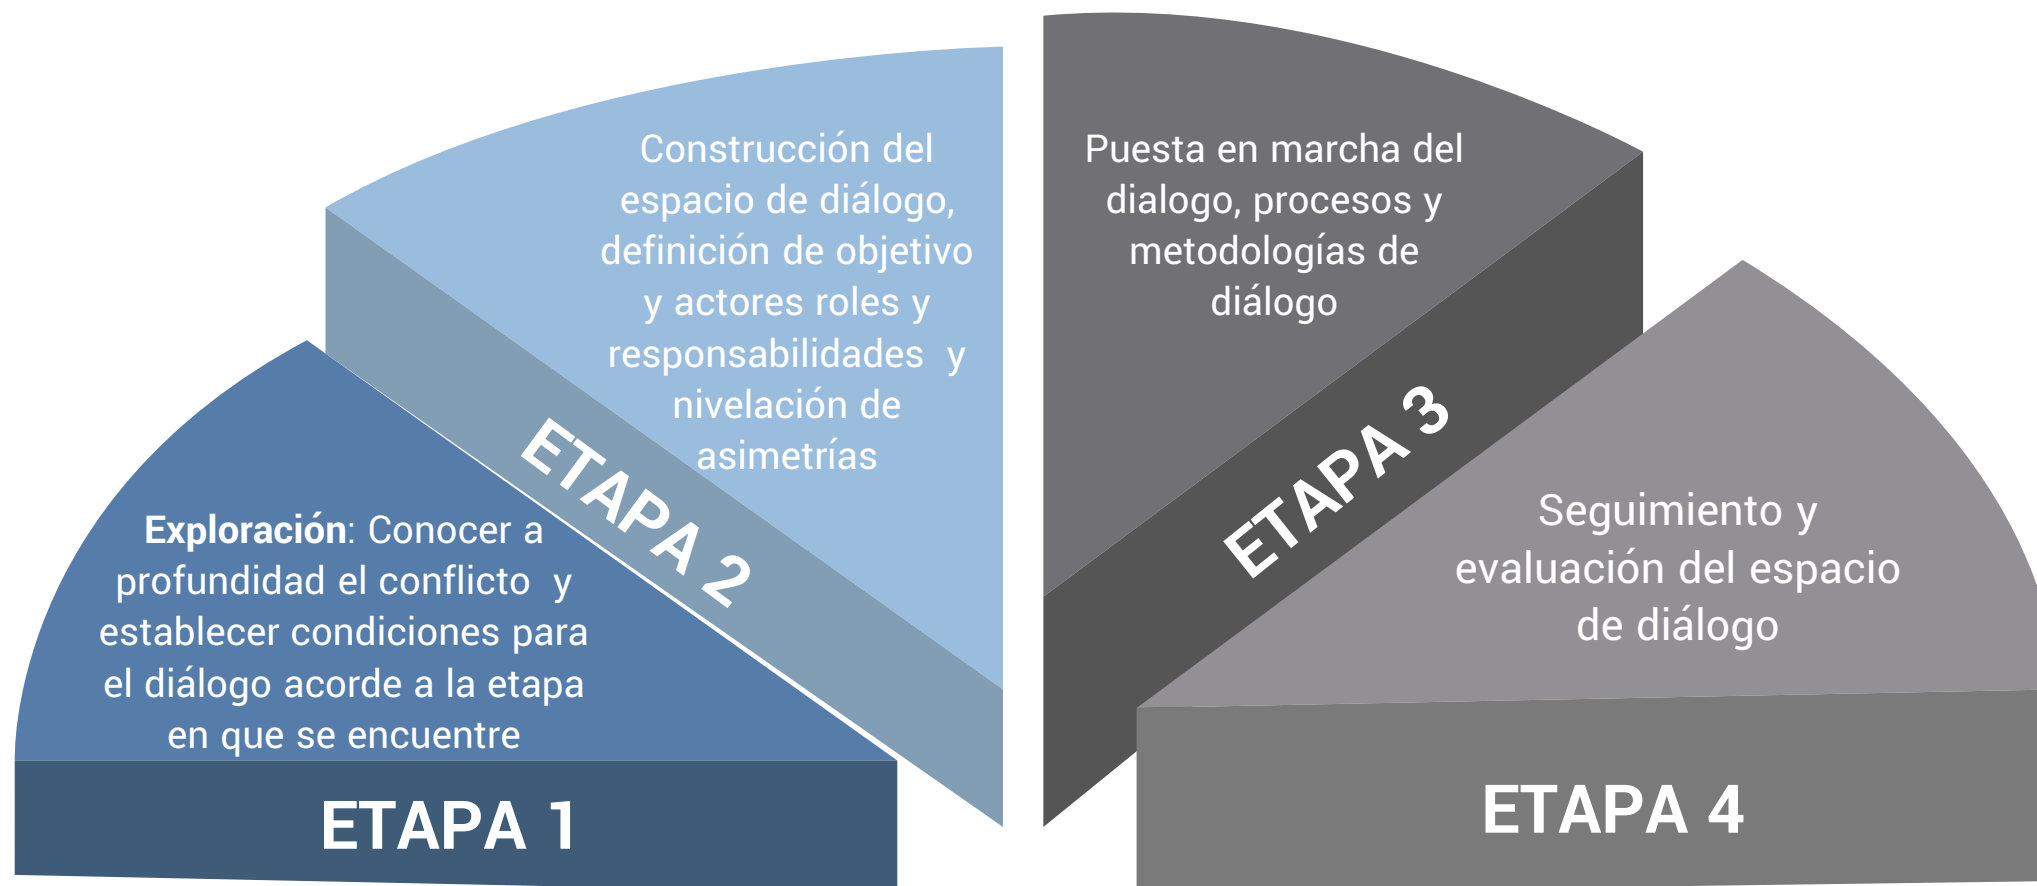 Exploración: Conocer a
profundidad el conflicto y
establecer condiciones para
el diálogo acorde a la etapa
en que se encuentre
ETAPA 1
Construcción del
espacio de diálogo,
definición de objetivo
y actores roles y
responsabilidades y
nivelación de
asimetrías
ETAPA 2
Puesta en marcha del
dialogo, procesos y
metodologías de
diálogo
ETAPA 3
Seguimiento y
evaluación del espacio
de diálogo
ETAPA 4